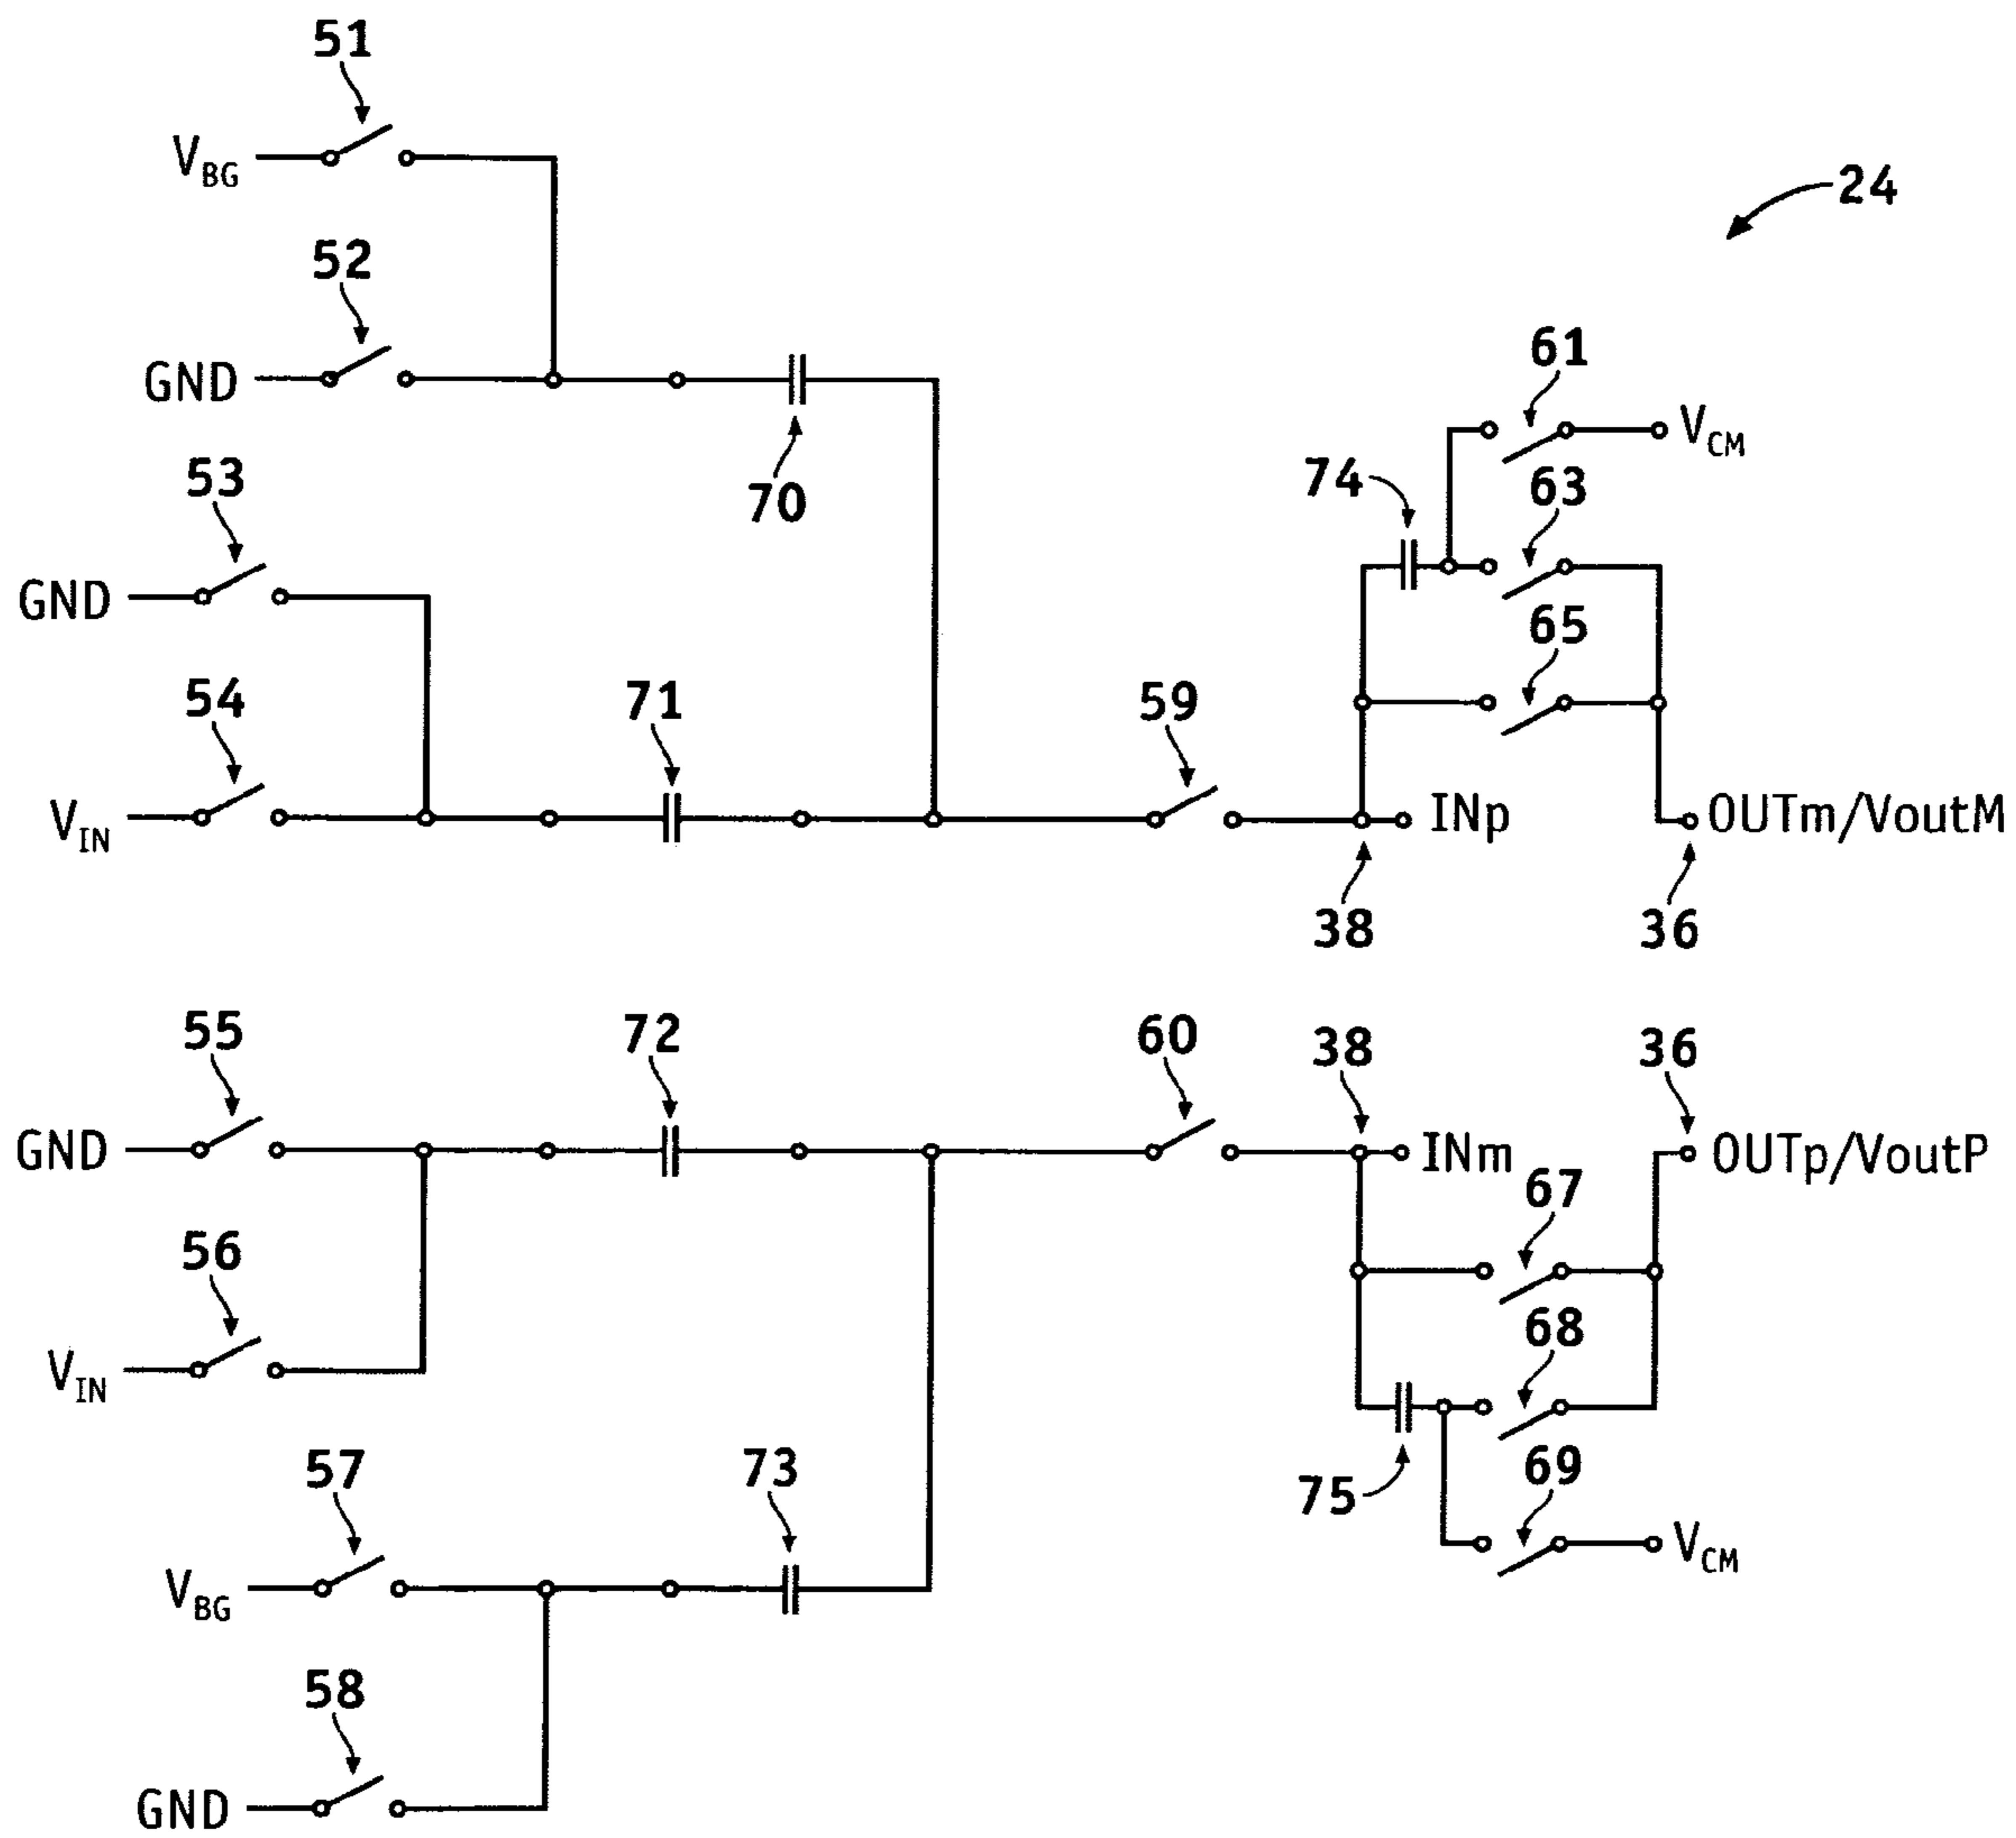 51
V_BG
24
52
GND
61
V_CM
53
74
63
70
GND
65
54
71
59
V_IN
INp
OUTm/VoutM
38
36
55
72
60
38
36
GND
INm
OUTp/VoutP
67
56
68
V_IN
57
73
69
75
V_BG
V_CM
58
GND